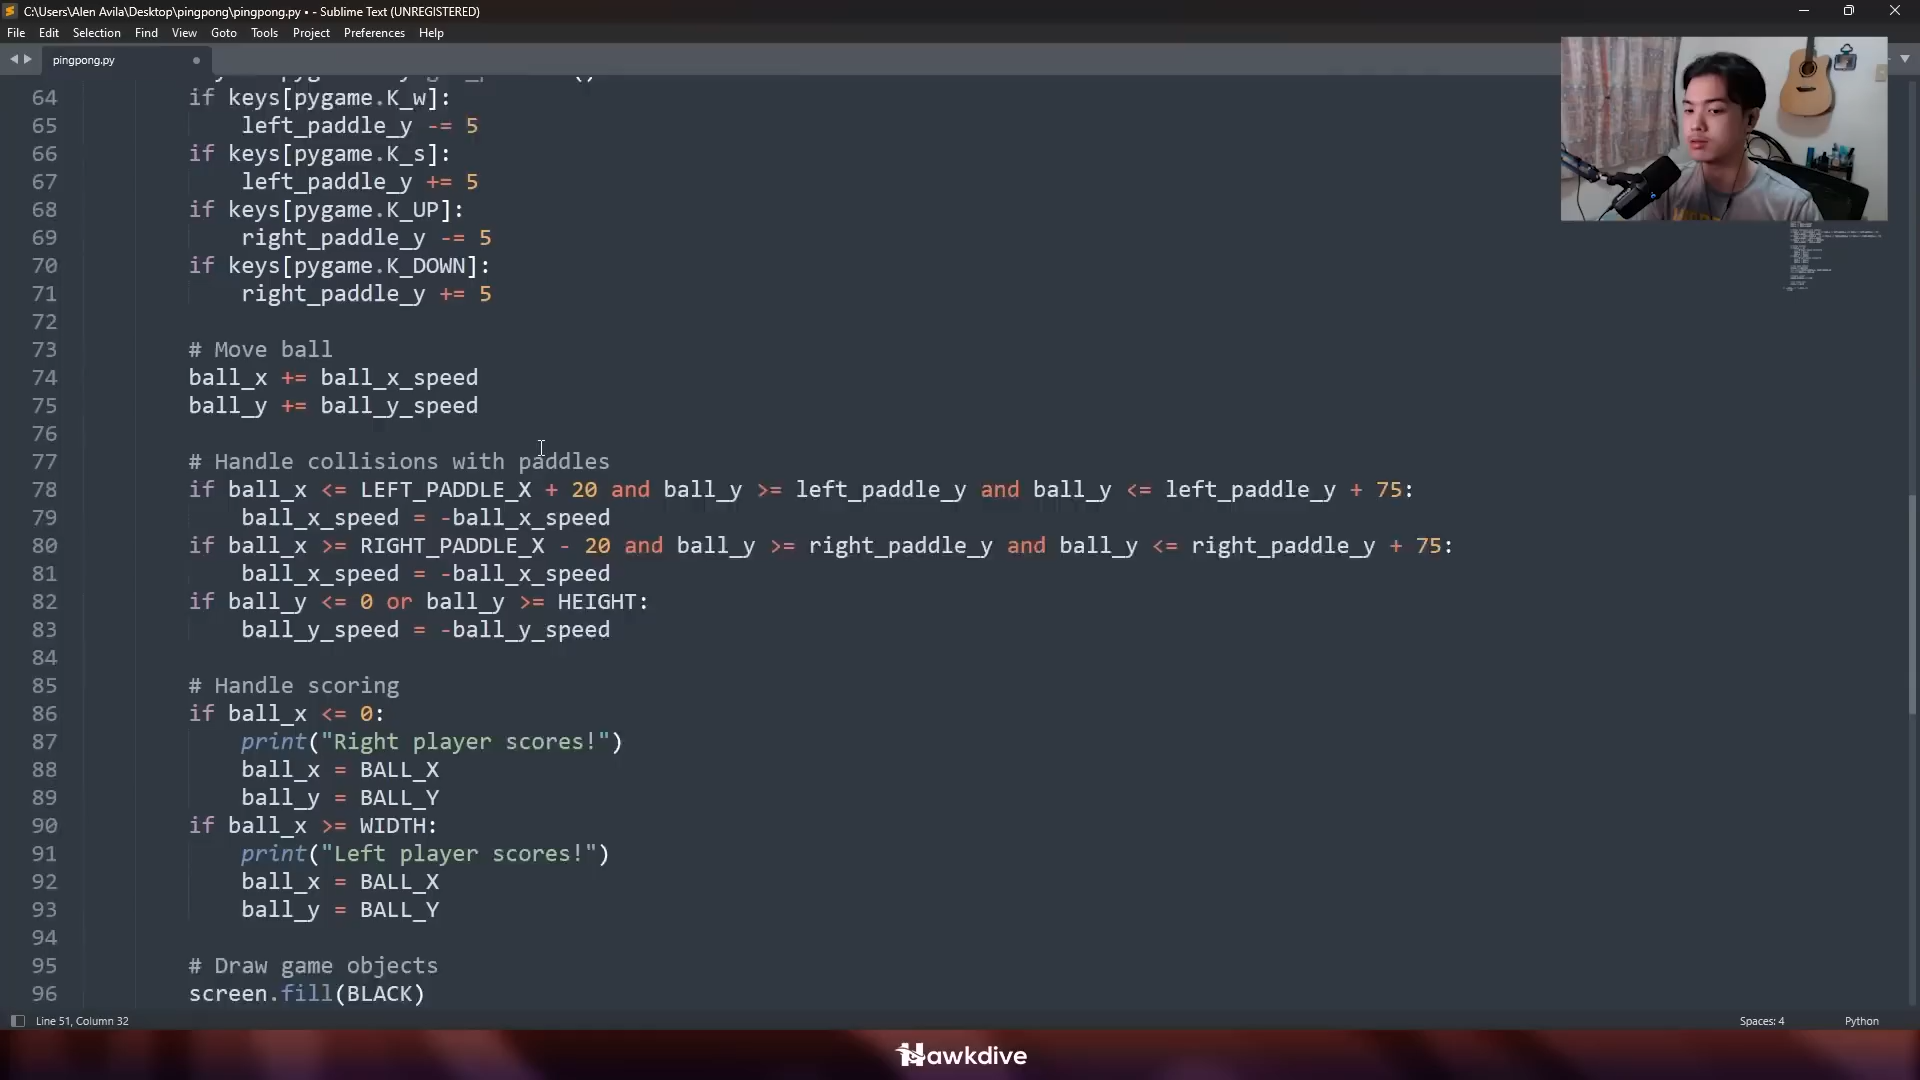 C:\Users\Alen Avila\Desktop\pingpong\pingpong.py • - Sublime Text (UNREGISTERED)
File Edit Selection Find View Goto Tools Project Preferences Help
pingpong.py
64 if keys[pygame.K_w]:
65 left_paddle_y -= 5
66 if keys[pygame.K_s]:
67 left_paddle_y += 5
68 if keys[pygame.K_UP]:
69 right_paddle_y -= 5
70 if keys[pygame.K_DOWN]:
71 right_paddle_y += 5
72
73 # Move ball
74 ball_x += ball_x_speed
75 ball_y += ball_y_speed
76
77 # Handle collisions with paddles
78 if ball_x <= LEFT_PADDLE_X + 20 and ball_y >= left_paddle_y and ball_y <= left_paddle_y + 75:
79 ball_x_speed = -ball_x_speed
80 if ball_x >= RIGHT_PADDLE_X - 20 and ball_y >= right_paddle_y and ball_y <= right_paddle_y + 75:
81 ball_x_speed = -ball_x_speed
82 if ball_y <= 0 or ball_y >= HEIGHT:
83 ball_y_speed = -ball_y_speed
84
85 # Handle scoring
86 if ball_x <= 0:
87 print("Right player scores!")
88 ball_x = BALL_X
89 ball_y = BALL_Y
90 if ball_x >= WIDTH:
91 print("Left player scores!")
92 ball_x = BALL_X
93 ball_y = BALL_Y
94
95 # Draw game objects
96 screen.fill(BLACK)
Line 51, Column 32
Spaces: 4
Python
Hawkdive